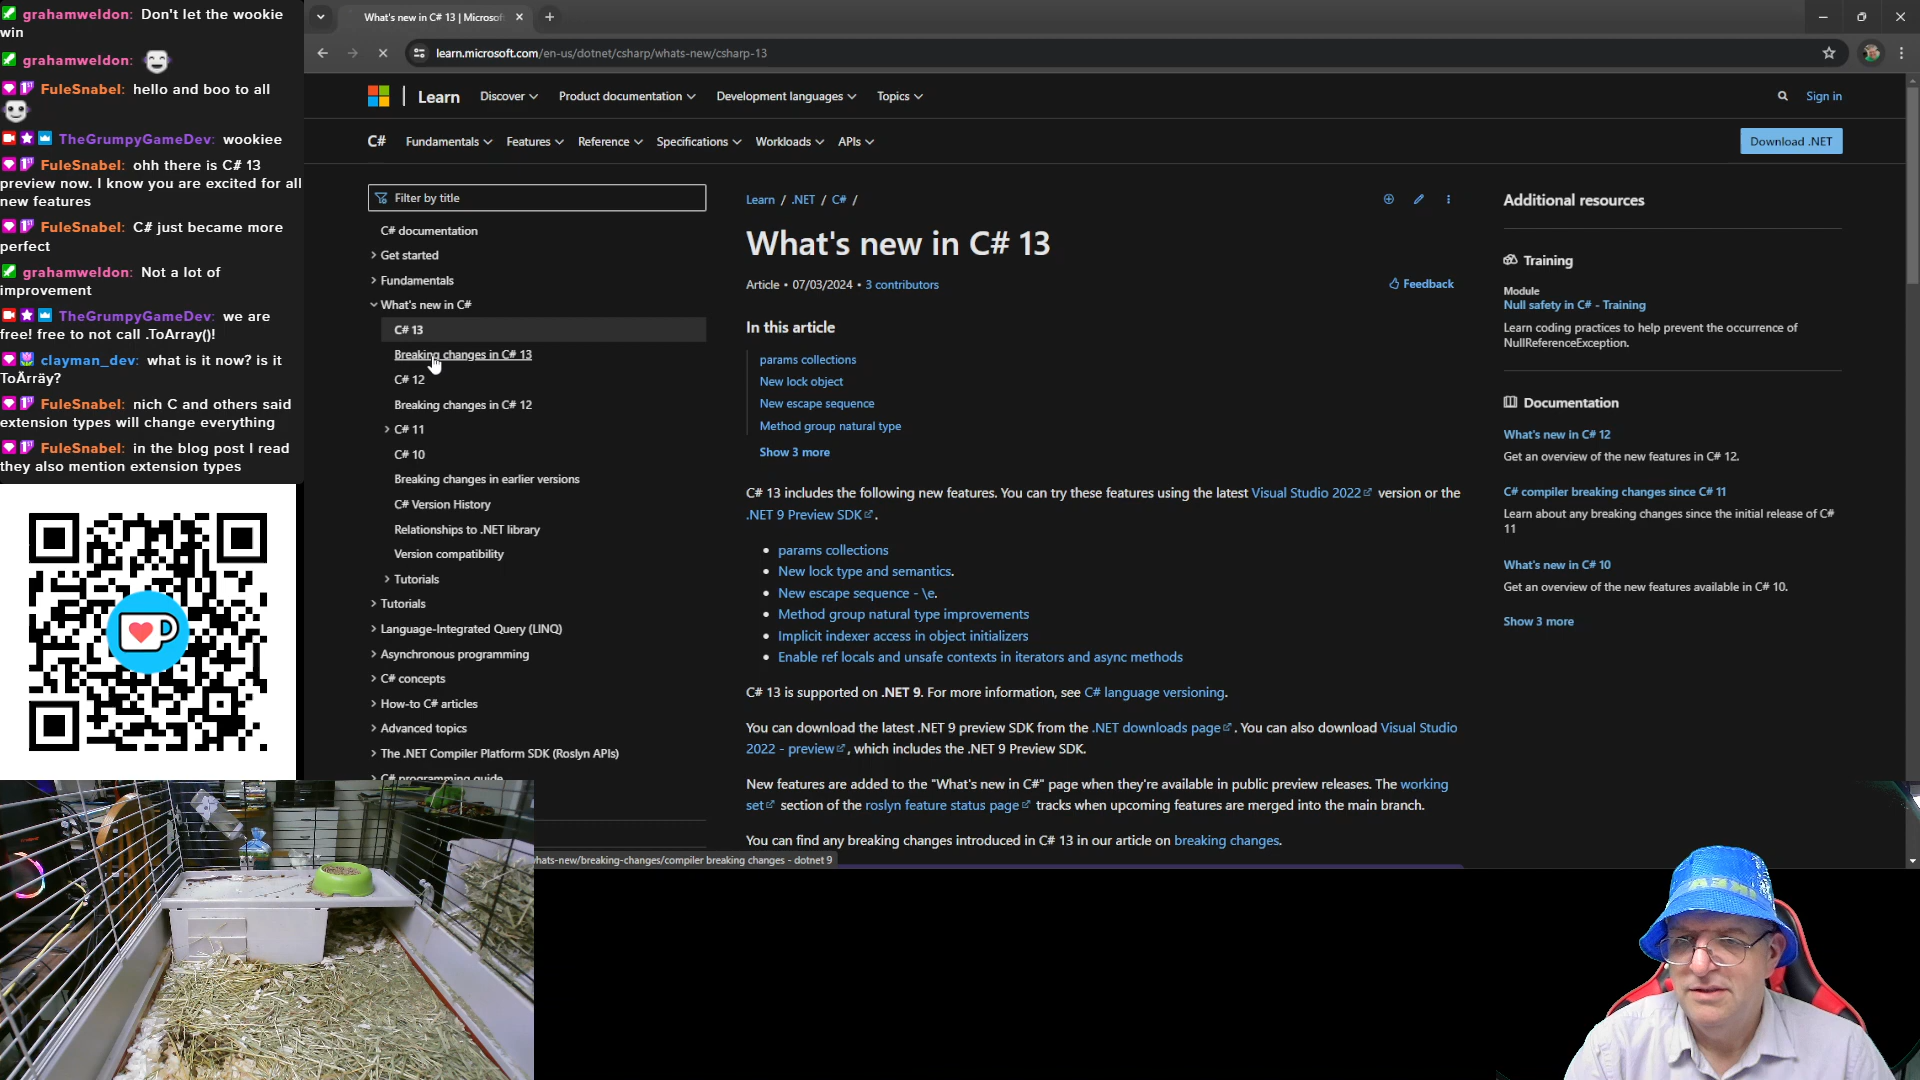 grahamweldon: Don't let the wookie
win
grahamweldon:
FuleSnabel: hello and boo to all
TheGrumpyGameDev: wookiee
FuleSnabel: ohh there is C# 13
preview now. I know you are excited for all
new features
FuleSnabel: C# just became more
perfect
grahamweldon: Not a lot of
improvement
TheGrumpyGameDev: we are
free! free to not call .ToArray()!
clayman_dev: what is it now? is it
ToÄrräy?
FuleSnabel: nich C and others said
extension types will change everything
FuleSnabel: in the blog post I read
they also mention extension types
What's new in C# 13 | Microsof
learn.microsoft.com/en-us/dotnet/csharp/whats-new/csharp-13
Learn Discover Product documentation Development languages Topics Sign in
C# Fundamentals Features Reference Specifications Workloads APIs Download .NET
Filter by title
C# documentation
Get started
Fundamentals
What's new in C#
C# 13
Breaking changes in C# 13
C# 12
Breaking changes in C# 12
C# 11
C# 10
Breaking changes in earlier versions
C# Version History
Relationships to .NET library
Version compatibility
Tutorials
Tutorials
Language-Integrated Query (LINQ)
Asynchronous programming
C# concepts
How-to C# articles
Advanced topics
The .NET Compiler Platform SDK (Roslyn APIs)
C# programming guide
Learn / .NET / C# /
What's new in C# 13
Article • 07/03/2024 • 3 contributors
Feedback
In this article
params collections
New lock object
New escape sequence
Method group natural type
Show 3 more
C# 13 includes the following new features. You can try these features using the latest Visual Studio 2022 version or the
.NET 9 Preview SDK.
• params collections
• New lock type and semantics.
• New escape sequence - \e.
• Method group natural type improvements
• Implicit indexer access in object initializers
• Enable ref locals and unsafe contexts in iterators and async methods
C# 13 is supported on .NET 9. For more information, see C# language versioning.
You can download the latest .NET 9 preview SDK from the .NET downloads page. You can also download Visual Studio
2022 - preview, which includes the .NET 9 Preview SDK.
New features are added to the "What's new in C#" page when they're available in public preview releases. The working
set section of the roslyn feature status page tracks when upcoming features are merged into the main branch.
You can find any breaking changes introduced in C# 13 in our article on breaking changes.
hats-new/breaking-changes/compiler breaking changes - dotnet 9
Additional resources
Training
Module
Null safety in C# - Training
Learn coding practices to help prevent the occurrence of
NullReferenceException.
Documentation
What's new in C# 12
Get an overview of the new features in C# 12.
C# compiler breaking changes since C# 11
Learn about any breaking changes since the initial release of C#
11
What's new in C# 10
Get an overview of the new features available in C# 10.
Show 3 more
IKEA